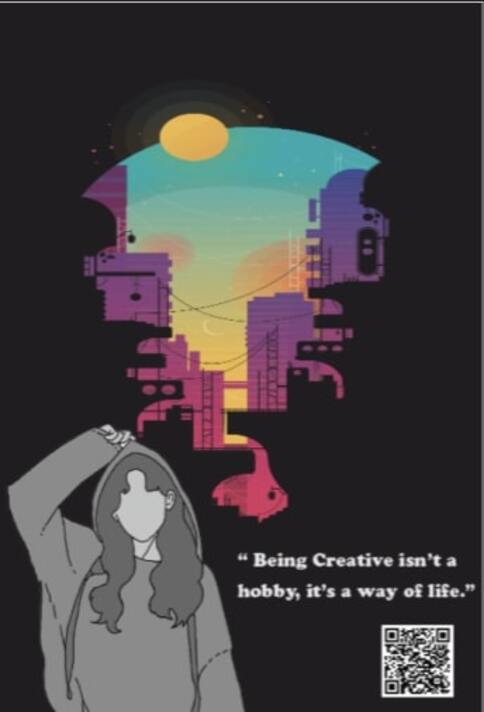 “ Being Creative isn’t a
hobby, it’s a way of life.”